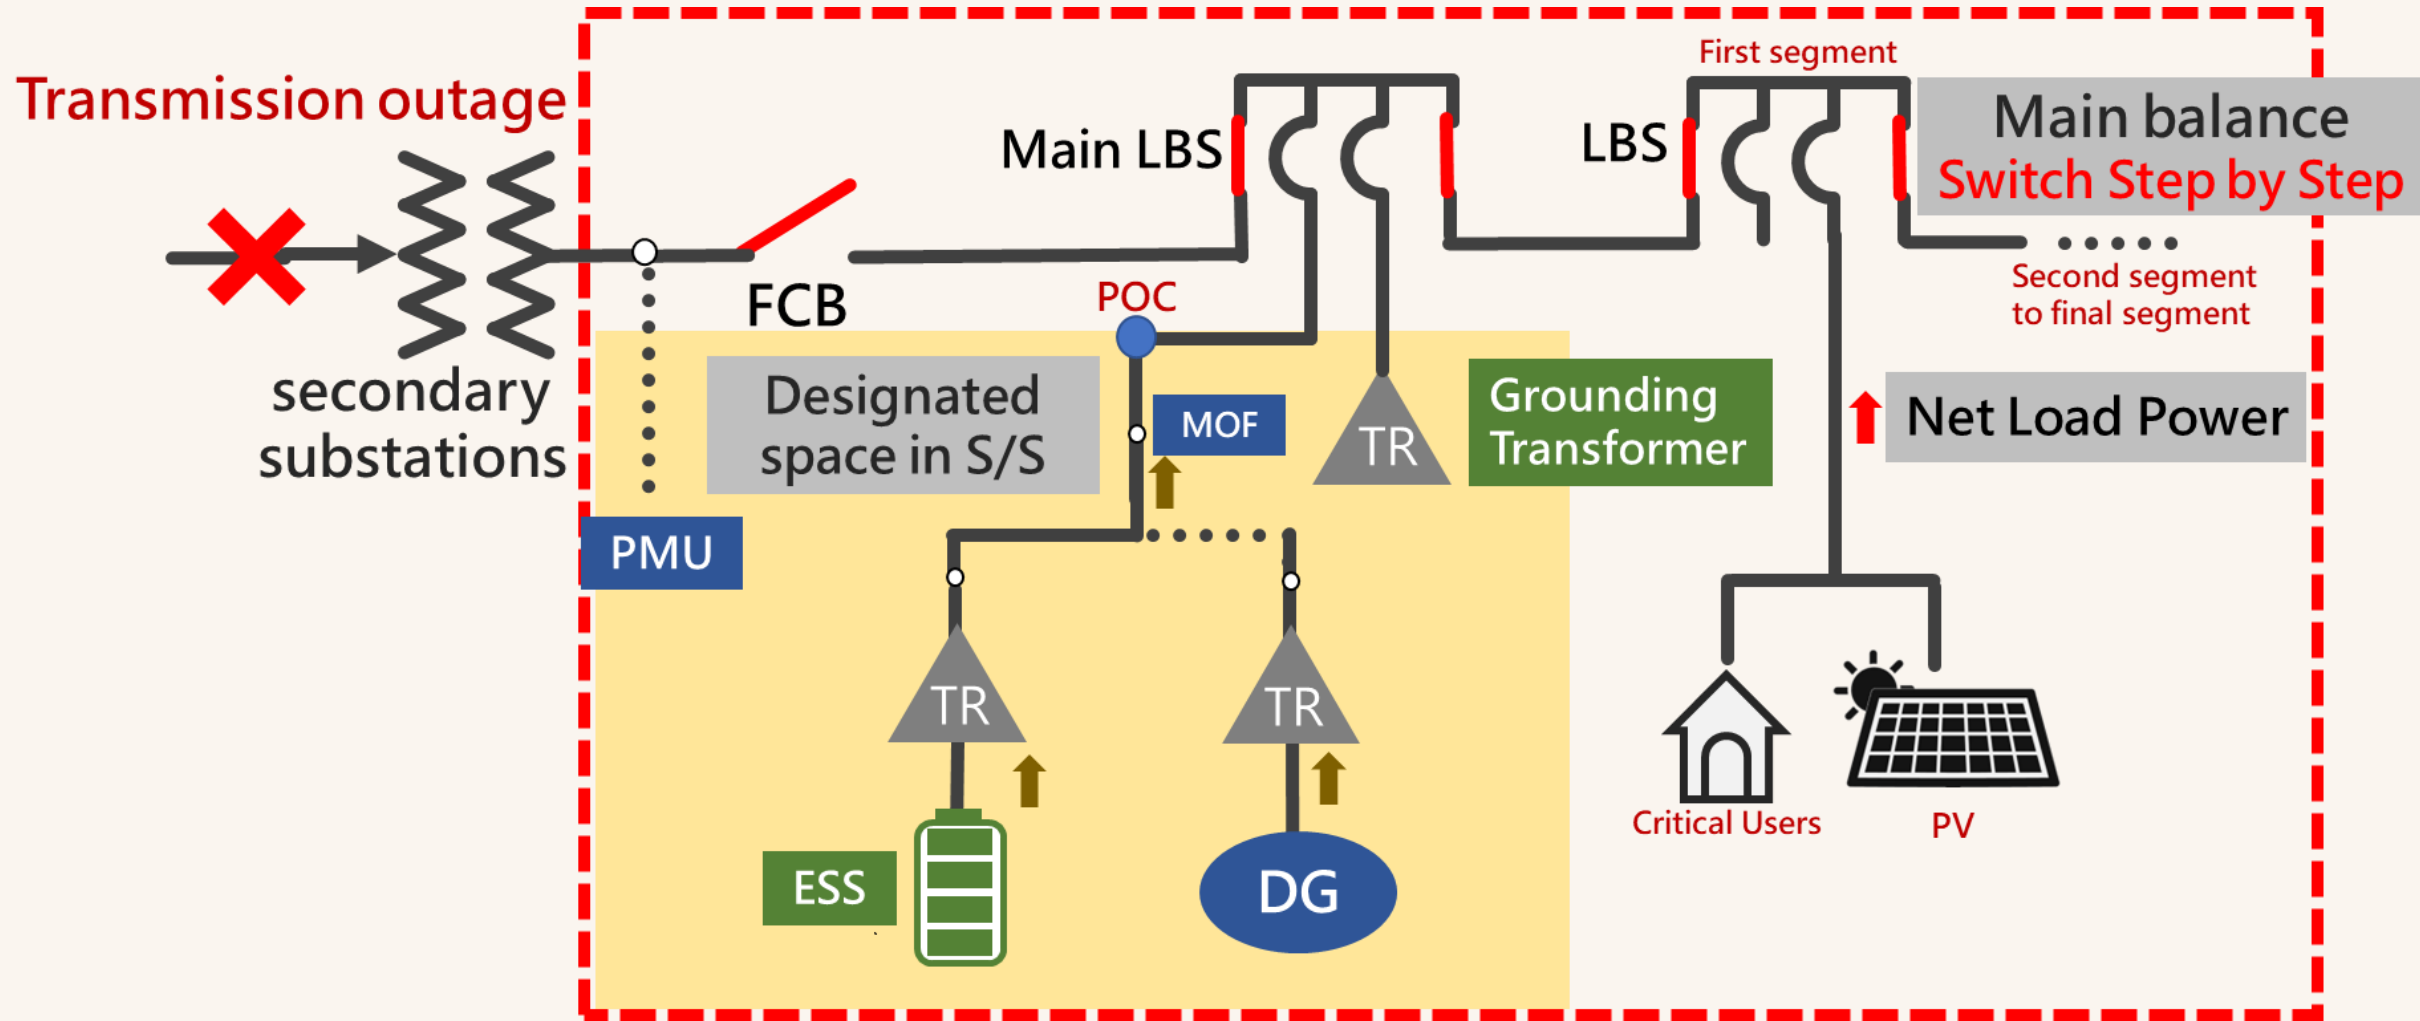 Transmission outage
secondary
substations
FCB
Main LBS
First segment
LBS
Main balance
Switch Step by Step
Second segment
to final segment
POC
Designated
space in S/S
MOF
TR
Grounding
Transformer
Net Load Power
PMU
TR
TR
ESS
DG
Critical Users
PV